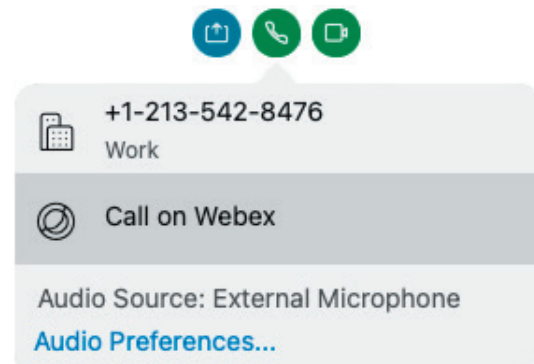 +1-213-542-8476
Work
Call on Webex
Audio Source: External Microphone
Audio Preferences...